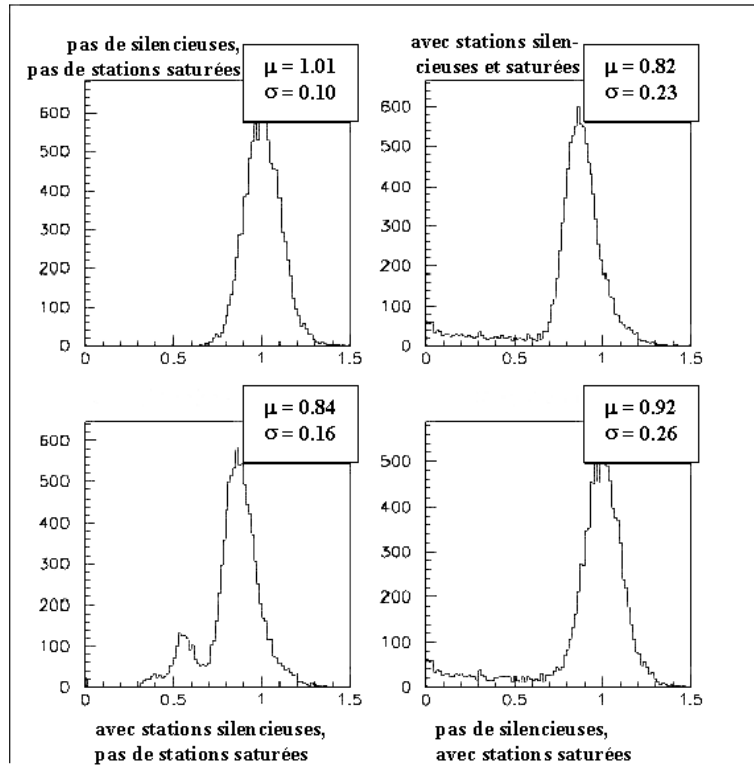 pas de silencieuses,
pas de stations saturées
μ = 1.01
σ = 0.10
600
500
400
300
200
100
0
0 0.5 1 1.5
avec stations silen-
cieuses et saturées
μ = 0.82
σ = 0.23
600
500
400
300
200
100
0
0 0.5 1 1.5
μ = 0.84
σ = 0.16
600
500
400
300
200
100
0
0 0.5 1 1.5
avec stations silencieuses,
pas de stations saturées
μ = 0.92
σ = 0.26
500
400
300
200
100
0
0 0.5 1 1.5
pas de silencieuses,
avec stations saturées